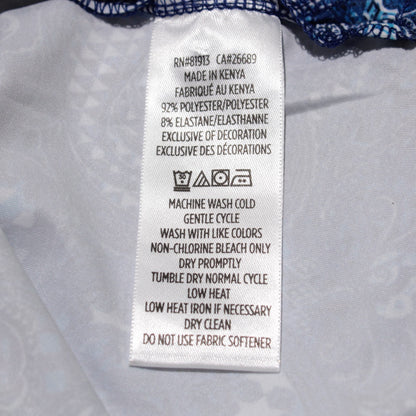 RN#81913 CA#26689
MADE IN KENYA
FABRIQUÉ AU KENYA
92% POLYESTER/POLYESTER
8% ELASTANE/ELASTHANNE
EXCLUSIVE OF DECORATION
EXCLUSIVE DES DÉCORATIONS
MACHINE WASH COLD
GENTLE CYCLE
WASH WITH LIKE COLORS
NON-CHLORINE BLEACH ONLY
DRY PROMPTLY
TUMBLE DRY NORMAL CYCLE
LOW HEAT
LOW HEAT IRON IF NECESSARY
DRY CLEAN
DO NOT USE FABRIC SOFTENER